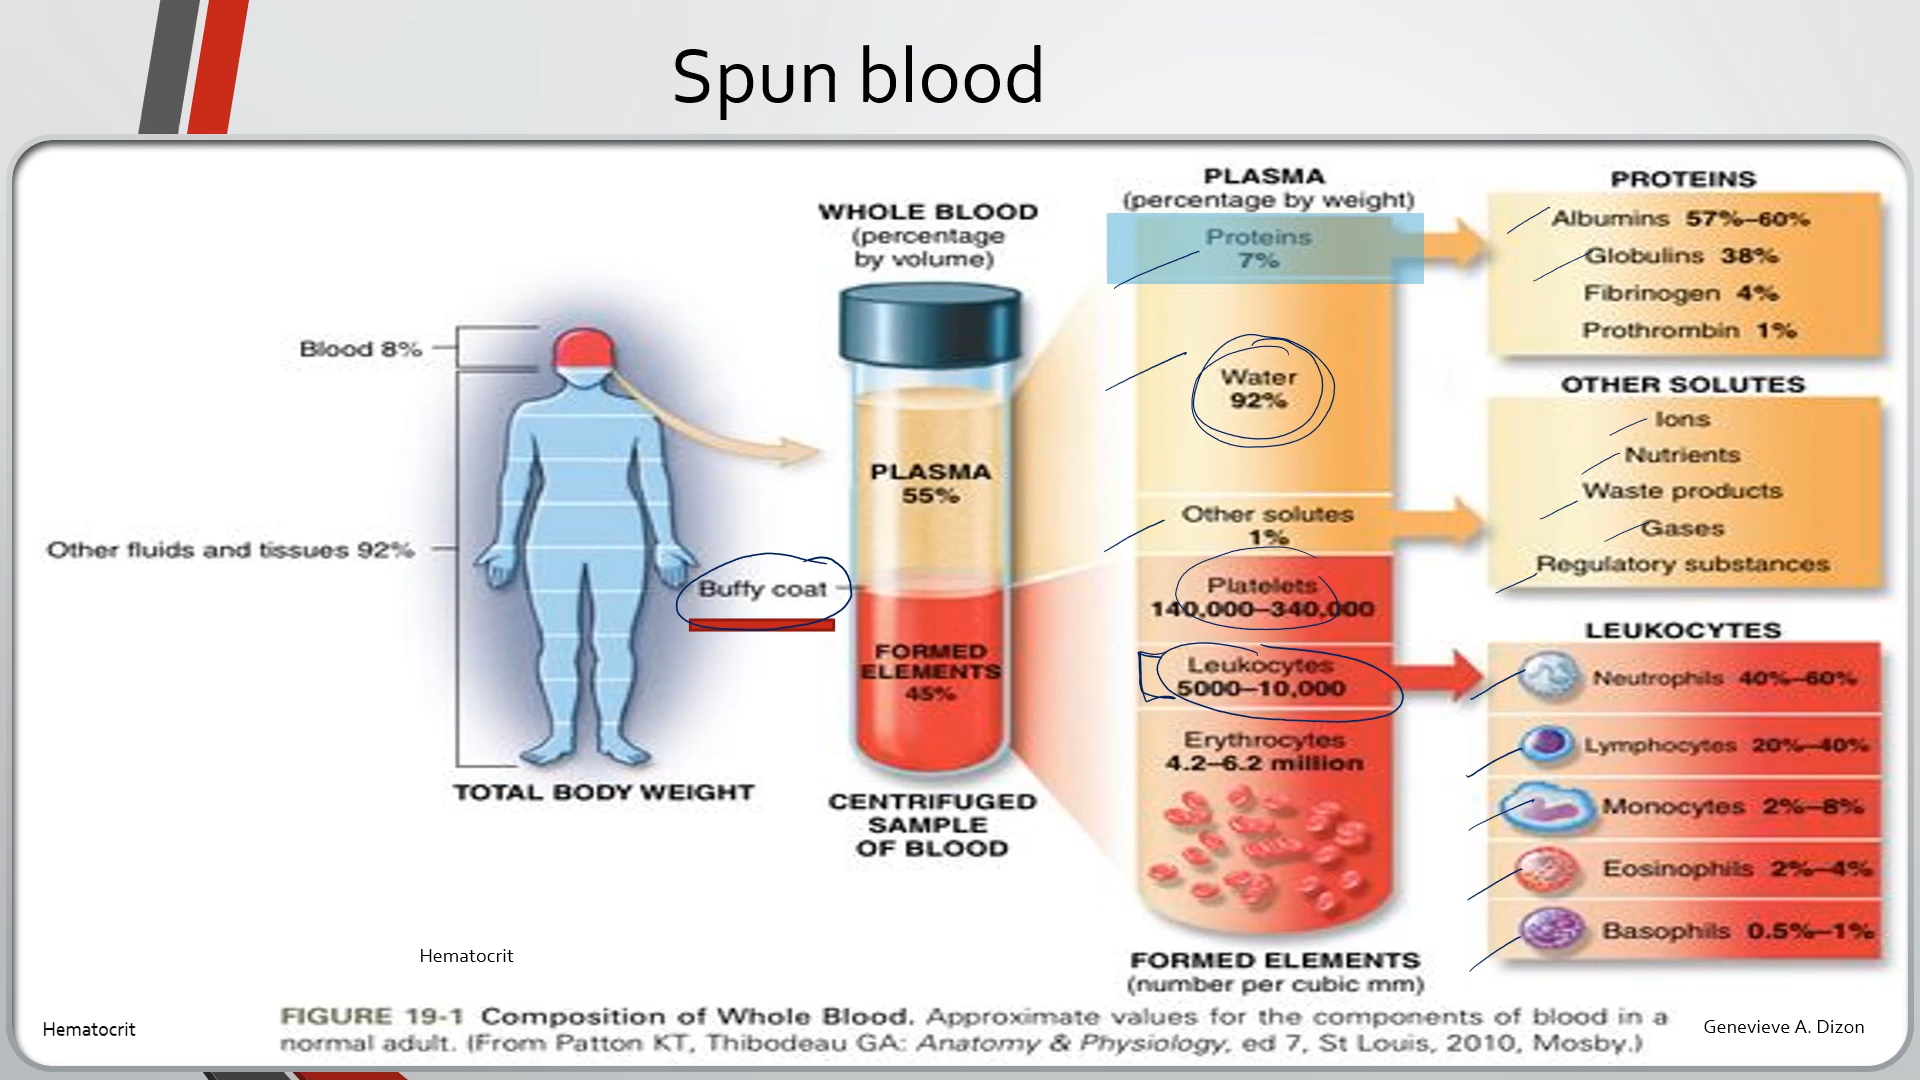 Spun blood
Blood 8%
Other fluids and tissues 92%
TOTAL BODY WEIGHT
WHOLE BLOOD
(percentage
by volume)
PLASMA
55%
Buffy coat
FORMED
ELEMENTS
45%
CENTRIFUGED
SAMPLE
OF BLOOD
PLASMA
(percentage by weight)
Proteins
7%
Water
92%
Other solutes
1%
Platelets
140,000–340,000
Leukocytes
5000–10,000
Erythrocytes
4.2–6.2 million
FORMED ELEMENTS
(number per cubic mm)
PROTEINS
Albumins 57%–60%
Globulins 38%
Fibrinogen 4%
Prothrombin 1%
OTHER SOLUTES
Ions
Nutrients
Waste products
Gases
Regulatory substances
LEUKOCYTES
Neutrophils 40%–60%
Lymphocytes 20%–40%
Monocytes 2%–8%
Eosinophils 2%–4%
Basophils 0.5%–1%
Hematocrit
Hematocrit
FIGURE 19-1 Composition of Whole Blood. Approximate values for the components of blood in a
normal adult. (From Patton KT, Thibodeau GA: Anatomy & Physiology, ed 7, St Louis, 2010, Mosby.)
Genevieve A. Dizon